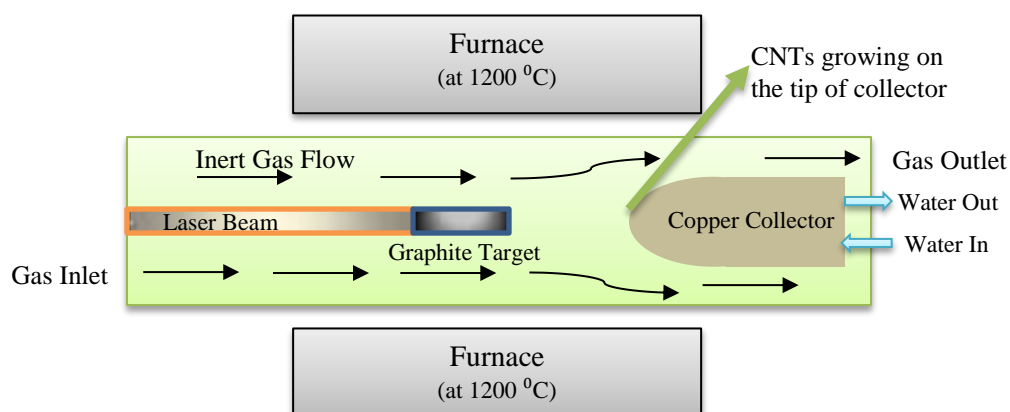 Furnace
(at 1200 ⁰C)
CNTs growing on
the tip of collector
Inert Gas Flow
Gas Outlet
Laser Beam
Copper Collector
Water Out
Graphite Target
Water In
Gas Inlet
Furnace
(at 1200 ⁰C)